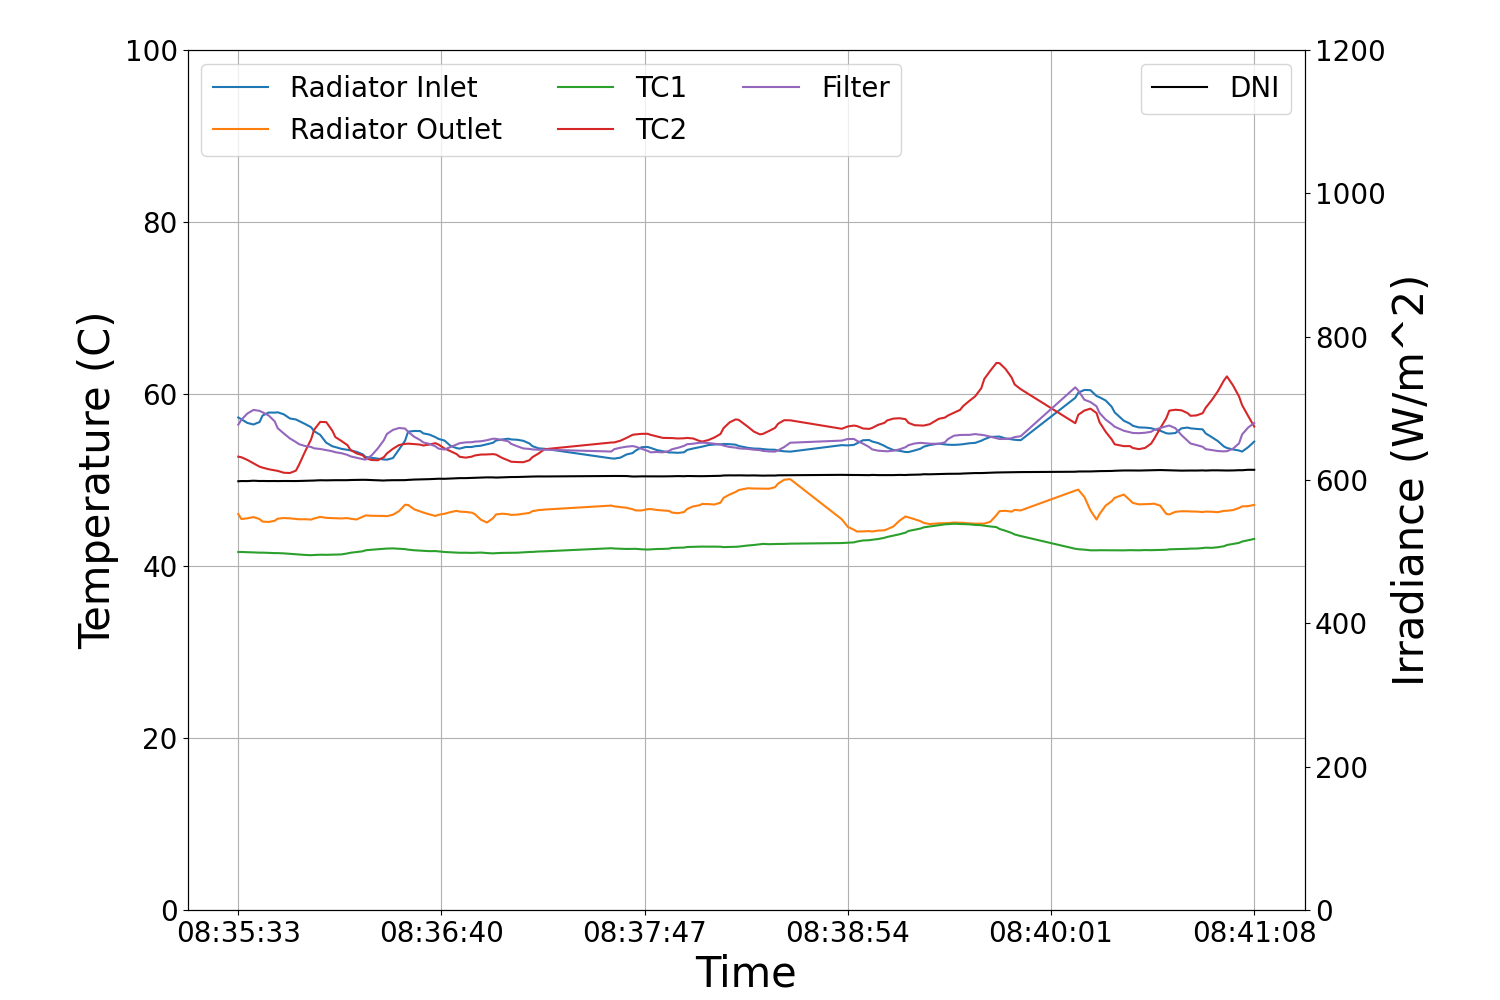 Radiator Inlet
Radiator Outlet
TC1
TC2
Filter
DNI
Temperature (C)
100
80
60
40
20
0
Irradiance (W/m^2)
1200
1000
800
600
400
200
0
08:35:33 08:36:40 08:37:47 08:38:54 08:40:01 08:41:08
Time